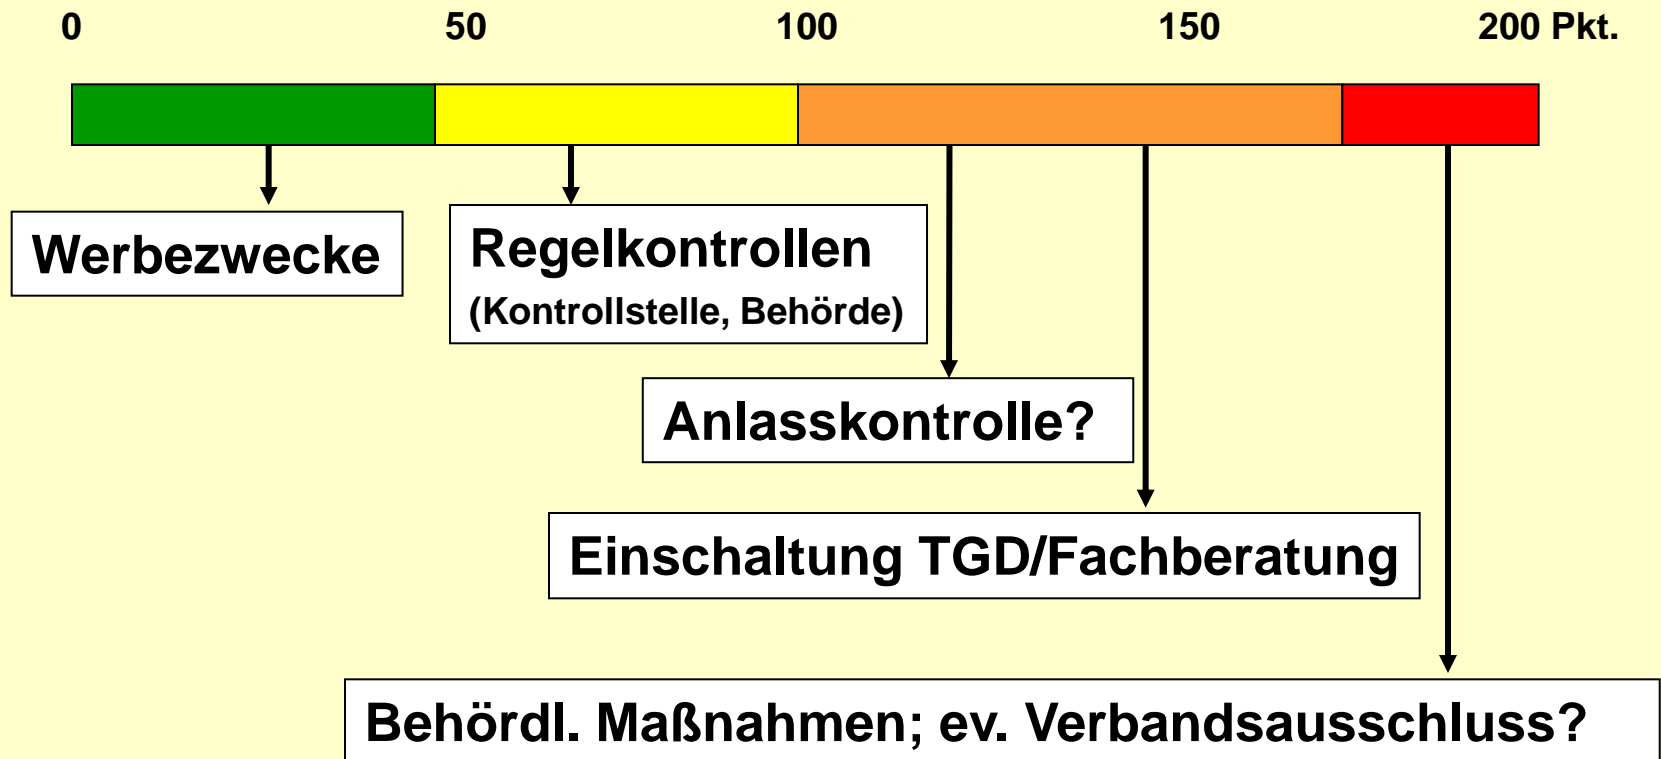 0 50 100 150 200 Pkt.
Werbezwecke
Regelkontrollen
(Kontrollstelle, Behörde)
Anlasskontrolle?
Einschaltung TGD/Fachberatung
Behördl. Maßnahmen; ev. Verbandsausschluss?